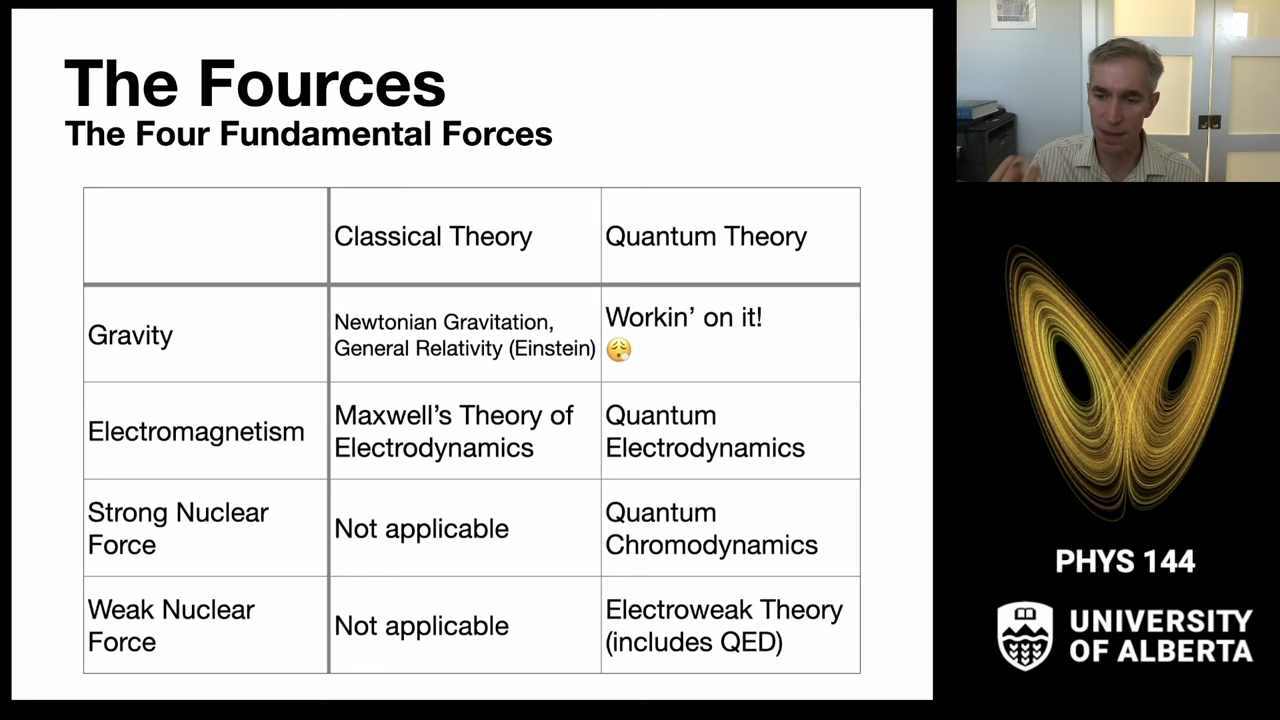 The Fources
The Four Fundamental Forces
Classical Theory
Quantum Theory
Gravity
Newtonian Gravitation,
General Relativity (Einstein)
Workin’ on it!
😮‍💨
Electromagnetism
Maxwell’s Theory of
Electrodynamics
Quantum
Electrodynamics
Strong Nuclear
Force
Not applicable
Quantum
Chromodynamics
Weak Nuclear
Force
Not applicable
Electroweak Theory
(includes QED)
PHYS 144
UNIVERSITY
OF ALBERTA